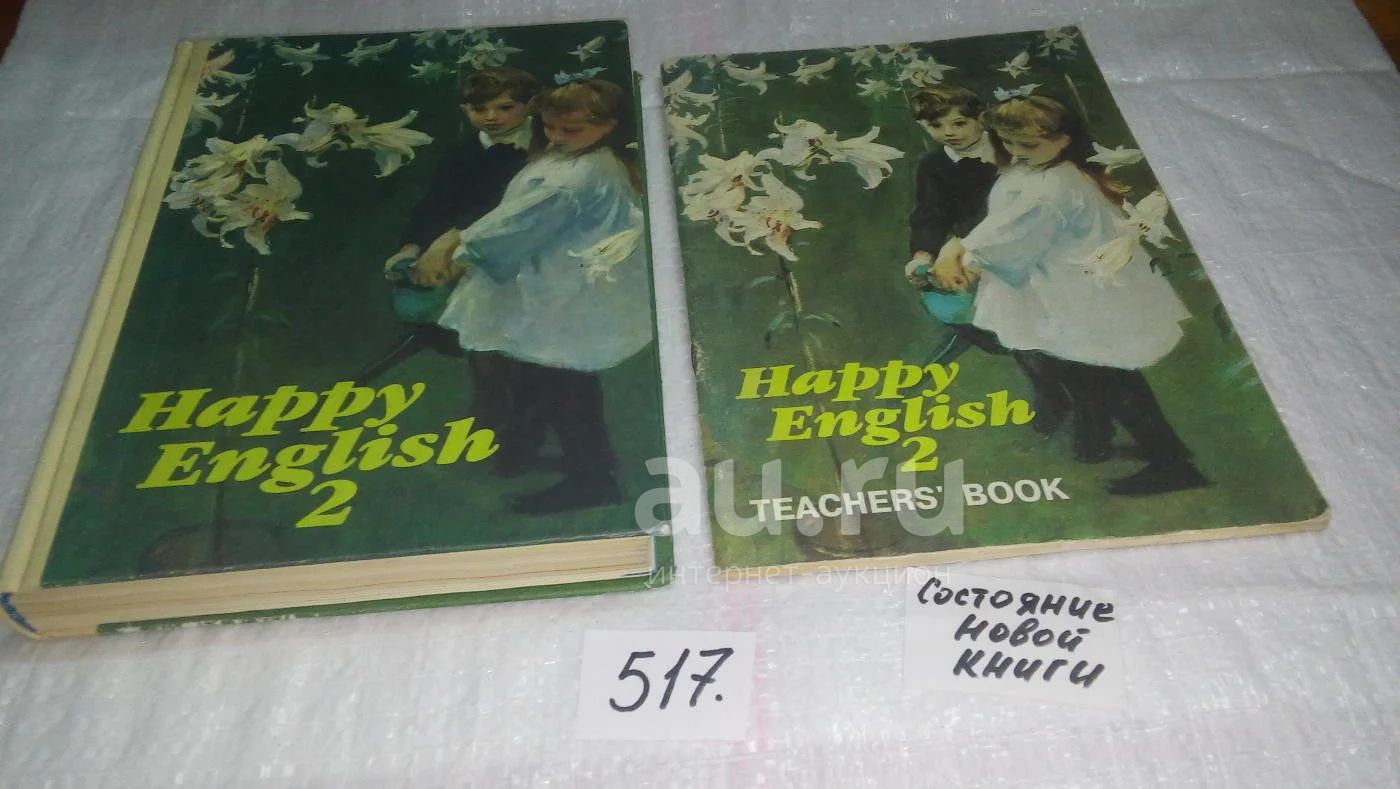 Happy
English
2
Happy
English
2
TEACHERS' BOOK
au.ru
интернет-аукцион
517.
Состояние
новой
книги